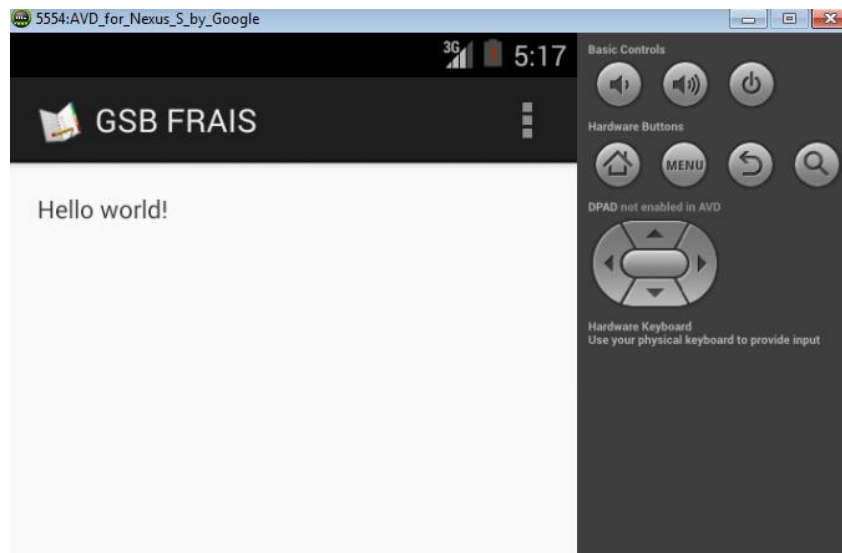 5554:AVD_for_Nexus_S_by_Google
3G 5:17
GSB FRAIS
Hello world!
Basic Controls
Hardware Buttons
MENU
DPAD not enabled in AVD
Hardware Keyboard
Use your physical keyboard to provide input